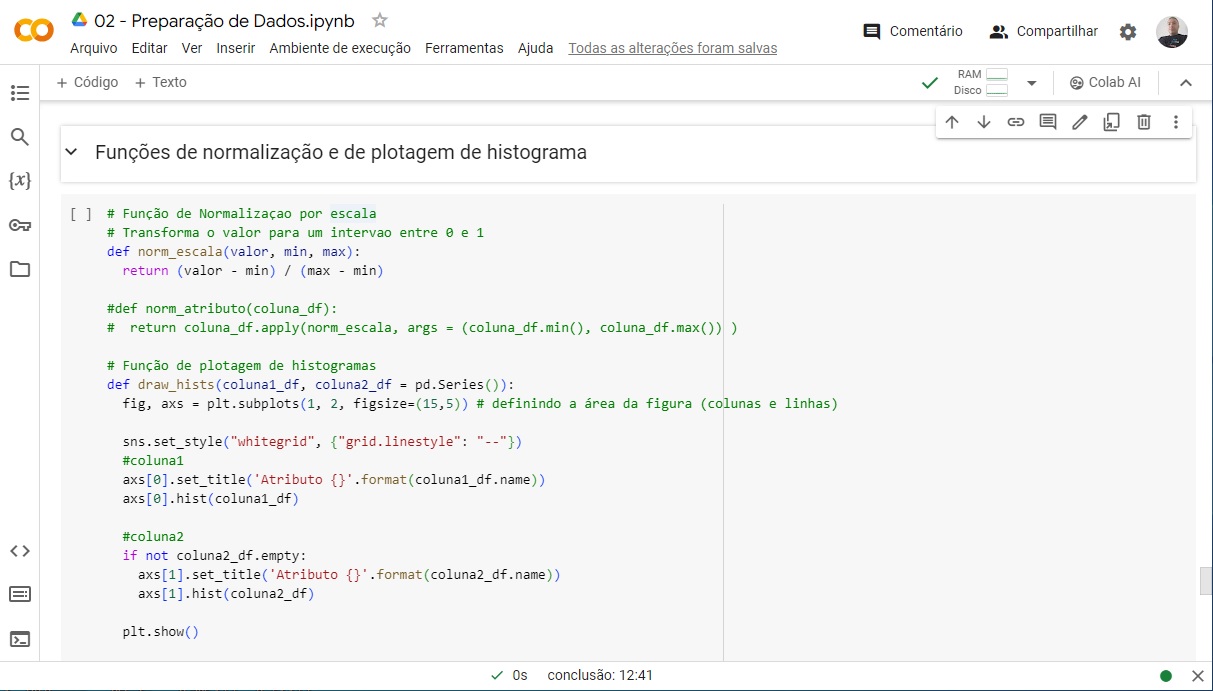 02 - Preparação de Dados.ipynb
Arquivo Editar Ver Inserir Ambiente de execução Ferramentas Ajuda Todas as alterações foram salvas
Comentário Compartilhar
+ Código + Texto
RAM
Disco
Colab AI
Funções de normalização e de plotagem de histograma
[ ] # Função de Normalizaçao por escala
# Transforma o valor para um intervao entre 0 e 1
def norm_escala(valor, min, max):
  return (valor - min) / (max - min)
#def norm_atributo(coluna_df):
#  return coluna_df.apply(norm_escala, args = (coluna_df.min(), coluna_df.max()) )
# Função de plotagem de histogramas
def draw_hists(coluna1_df, coluna2_df = pd.Series()):
  fig, axs = plt.subplots(1, 2, figsize=(15,5)) # definindo a área da figura (colunas e linhas)
  sns.set_style("whitegrid", {"grid.linestyle": "--"})
  #coluna1
  axs[0].set_title('Atributo {}'.format(coluna1_df.name))
  axs[0].hist(coluna1_df)
  #coluna2
  if not coluna2_df.empty:
    axs[1].set_title('Atributo {}'.format(coluna2_df.name))
    axs[1].hist(coluna2_df)
  plt.show()
0s conclusão: 12:41